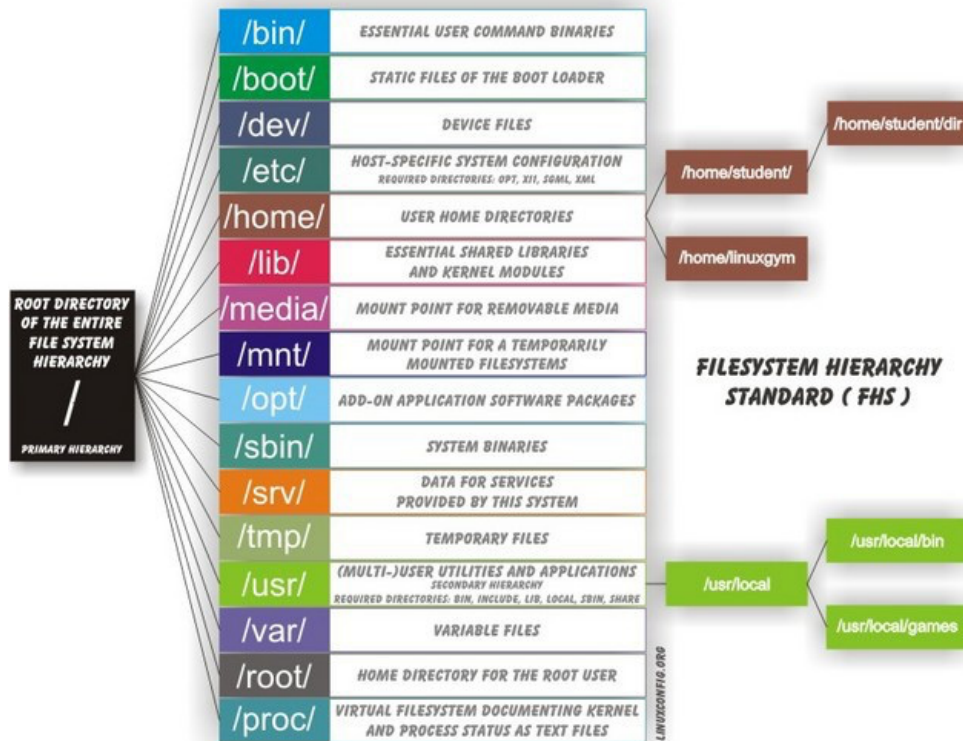 ROOT DIRECTORY
OF THE ENTIRE
FILE SYSTEM
HIERARCHY
/
PRIMARY HIERARCHY
/bin/
ESSENTIAL USER COMMAND BINARIES
/boot/
STATIC FILES OF THE BOOT LOADER
/dev/
DEVICE FILES
/etc/
HOST-SPECIFIC SYSTEM CONFIGURATION
REQUIRED DIRECTORIES: OPT, XII, SGML, XML
/home/
USER HOME DIRECTORIES
/lib/
ESSENTIAL SHARED LIBRARIES
AND KERNEL MODULES
/media/
MOUNT POINT FOR REMOVABLE MEDIA
/mnt/
MOUNT POINT FOR A TEMPORARILY
MOUNTED FILESYSTEMS
/opt/
ADD-ON APPLICATION SOFTWARE PACKAGES
/sbin/
SYSTEM BINARIES
/srv/
DATA FOR SERVICES
PROVIDED BY THIS SYSTEM
/tmp/
TEMPORARY FILES
/usr/
(MULTI-)USER UTILITIES AND APPLICATIONS
SECONDARY HIERARCHY
REQUIRED DIRECTORIES: BIN, INCLUDE, LIB, LOCAL, SBIN, SHARE
/var/
VARIABLE FILES
/root/
HOME DIRECTORY FOR THE ROOT USER
/proc/
VIRTUAL FILESYSTEM DOCUMENTING KERNEL
AND PROCESS STATUS AS TEXT FILES
/home/student/
/home/student/dir
/home/linuxgym
FILESYSTEM HIERARCHY
STANDARD ( FHS )
/usr/local
/usr/local/bin
/usr/local/games
LINUXCONFIG.ORG